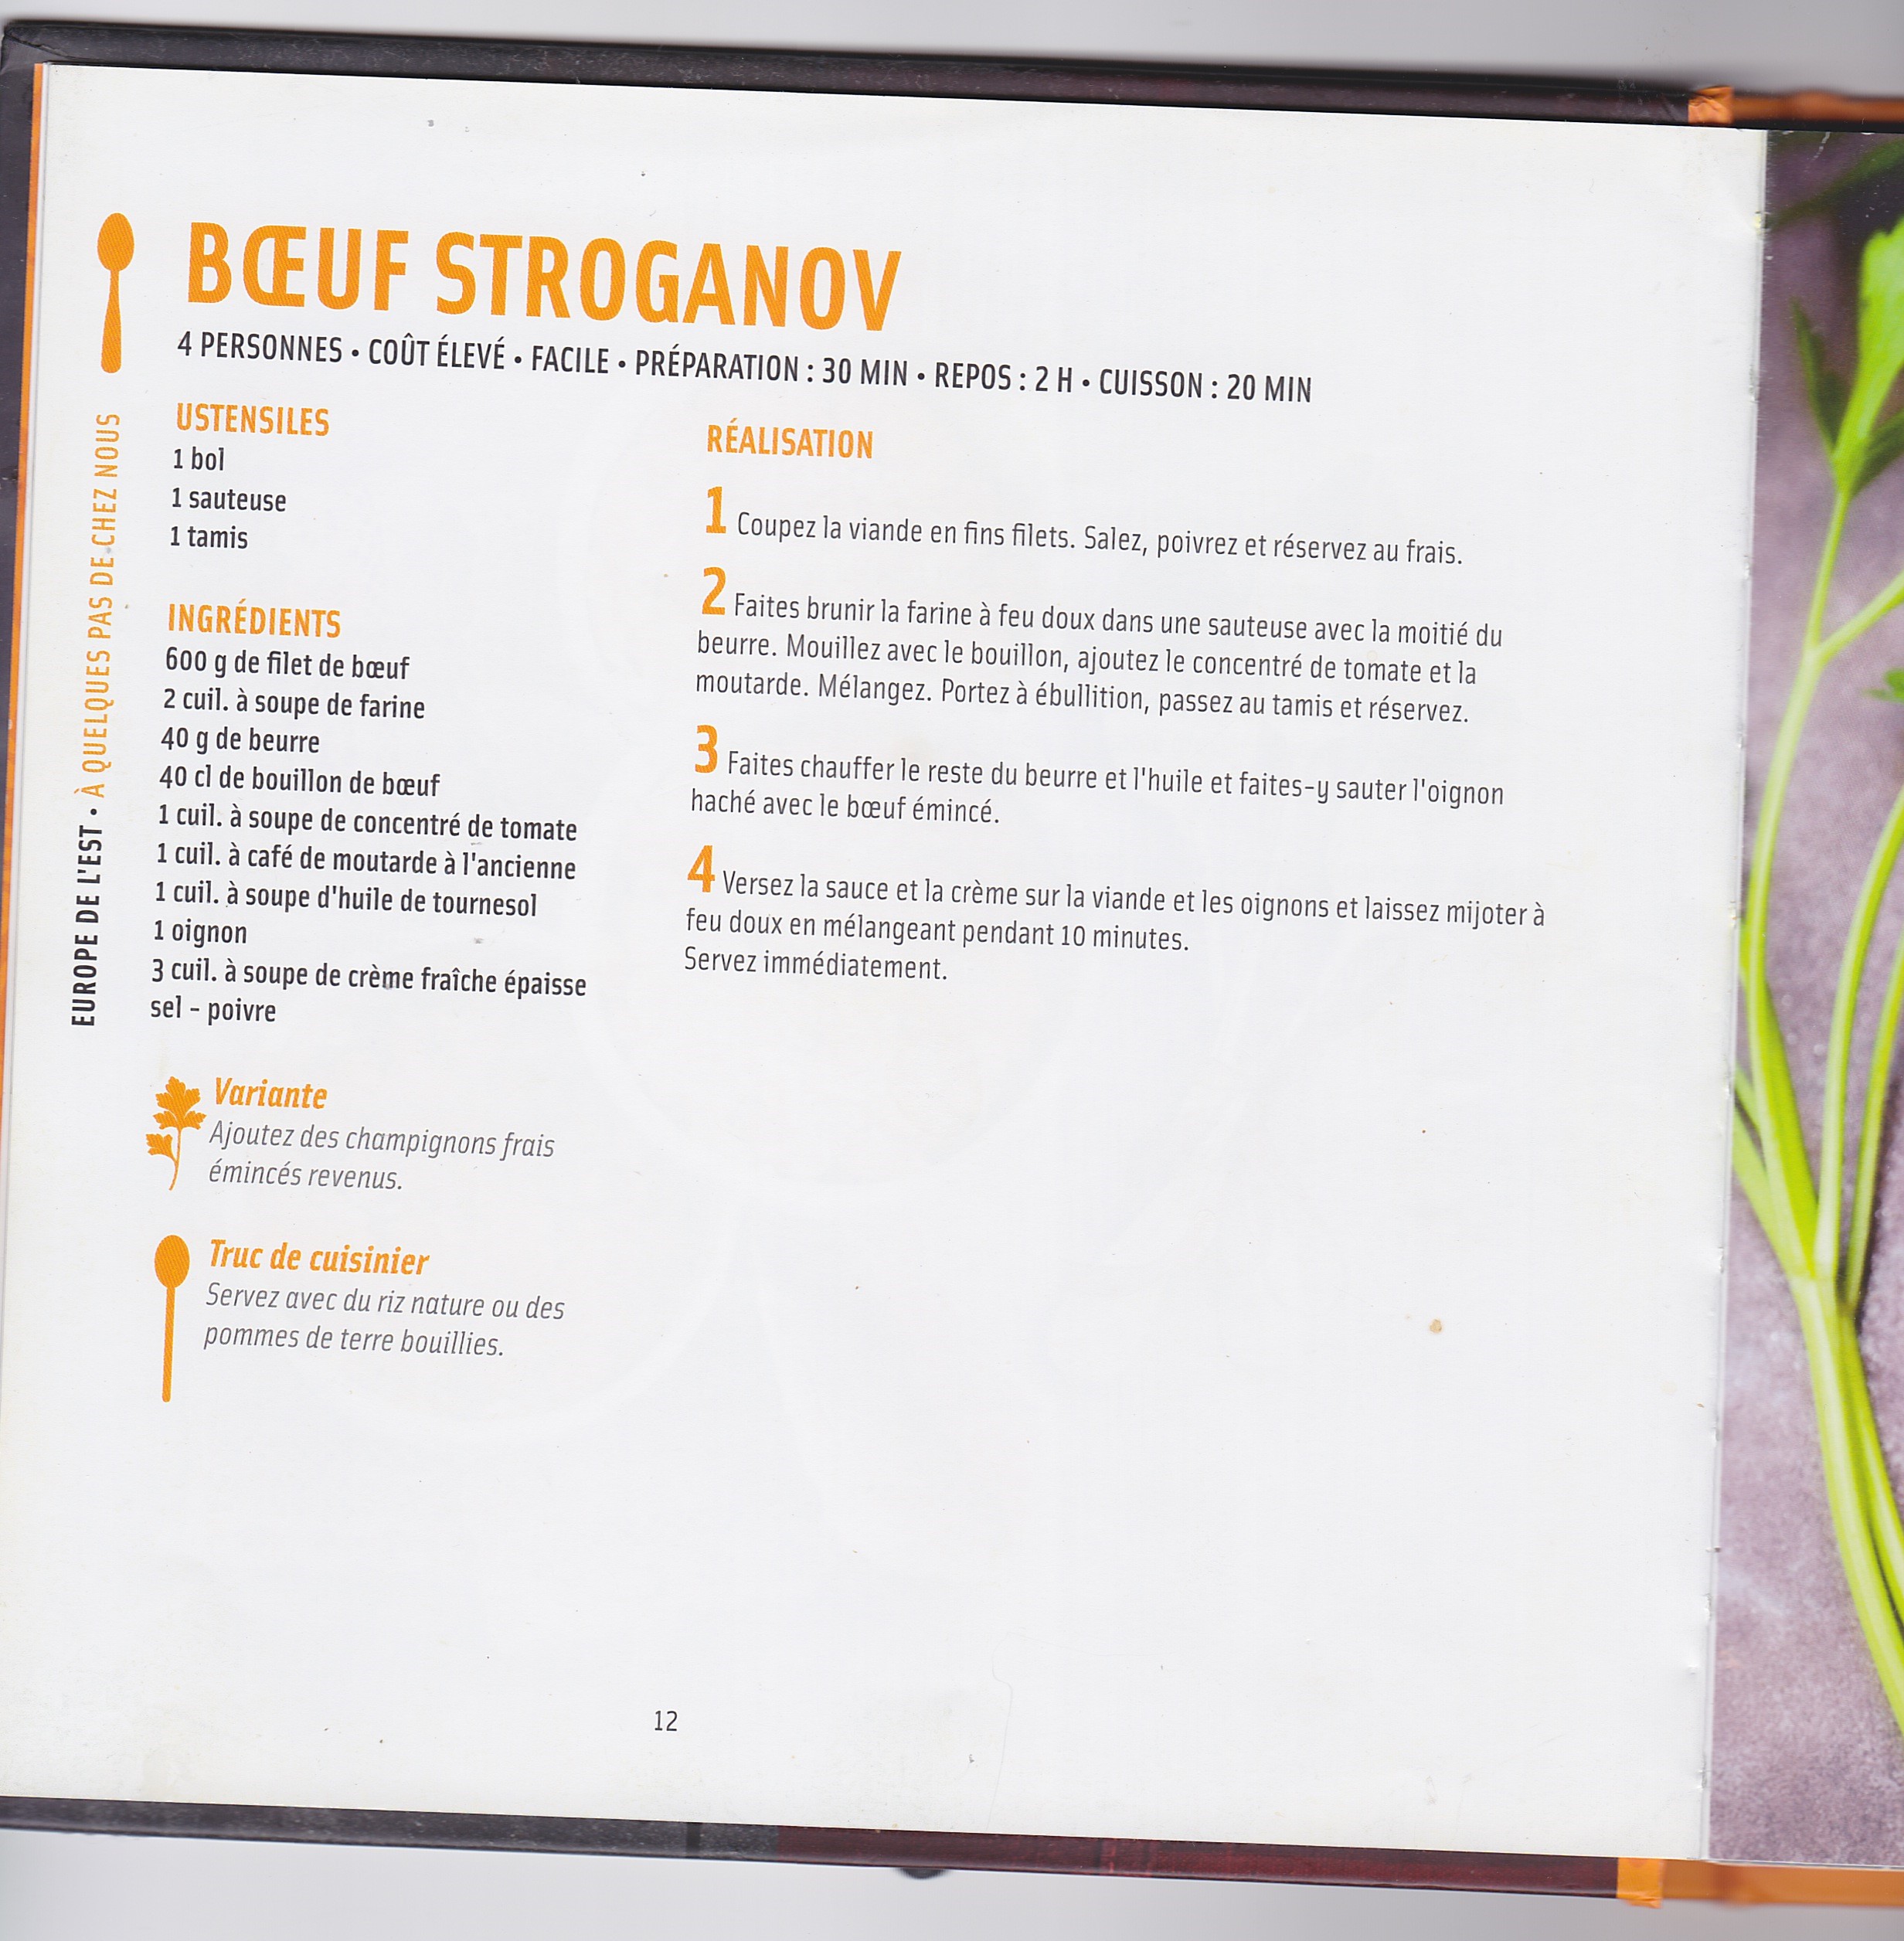 BŒUF STROGANOV
4 PERSONNES • COÛT ÉLEVÉ • FACILE • PRÉPARATION : 30 MIN • REPOS : 2 H • CUISSON : 20 MIN
EUROPE DE L'EST • À QUELQUES PAS DE CHEZ NOUS
USTENSILES
1 bol
1 sauteuse
1 tamis
INGRÉDIENTS
600 g de filet de bœuf
2 cuil. à soupe de farine
40 g de beurre
40 cl de bouillon de bœuf
1 cuil. à soupe de concentré de tomate
1 cuil. à café de moutarde à l'ancienne
1 cuil. à soupe d'huile de tournesol
1 oignon
3 cuil. à soupe de crème fraîche épaisse
sel - poivre
Variante
Ajoutez des champignons frais
émincés revenus.
Truc de cuisinier
Servez avec du riz nature ou des
pommes de terre bouillies.
RÉALISATION
1 Coupez la viande en fins filets. Salez, poivrez et réservez au frais.
2 Faites brunir la farine à feu doux dans une sauteuse avec la moitié du
beurre. Mouillez avec le bouillon, ajoutez le concentré de tomate et la
moutarde. Mélangez. Portez à ébullition, passez au tamis et réservez.
3 Faites chauffer le reste du beurre et l'huile et faites-y sauter l'oignon
haché avec le bœuf émincé.
4 Versez la sauce et la crème sur la viande et les oignons et laissez mijoter à
feu doux en mélangeant pendant 10 minutes.
Servez immédiatement.
12